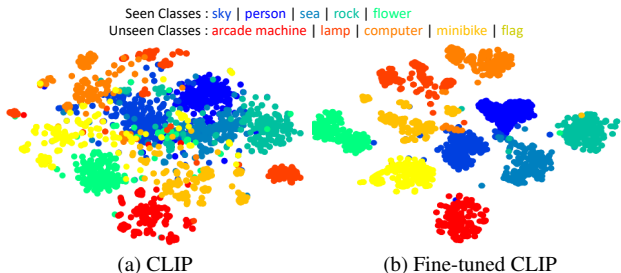 Seen Classes : sky | person | sea | rock | flower
Unseen Classes : arcade machine | lamp | computer | minibike | flag
(a) CLIP
(b) Fine-tuned CLIP